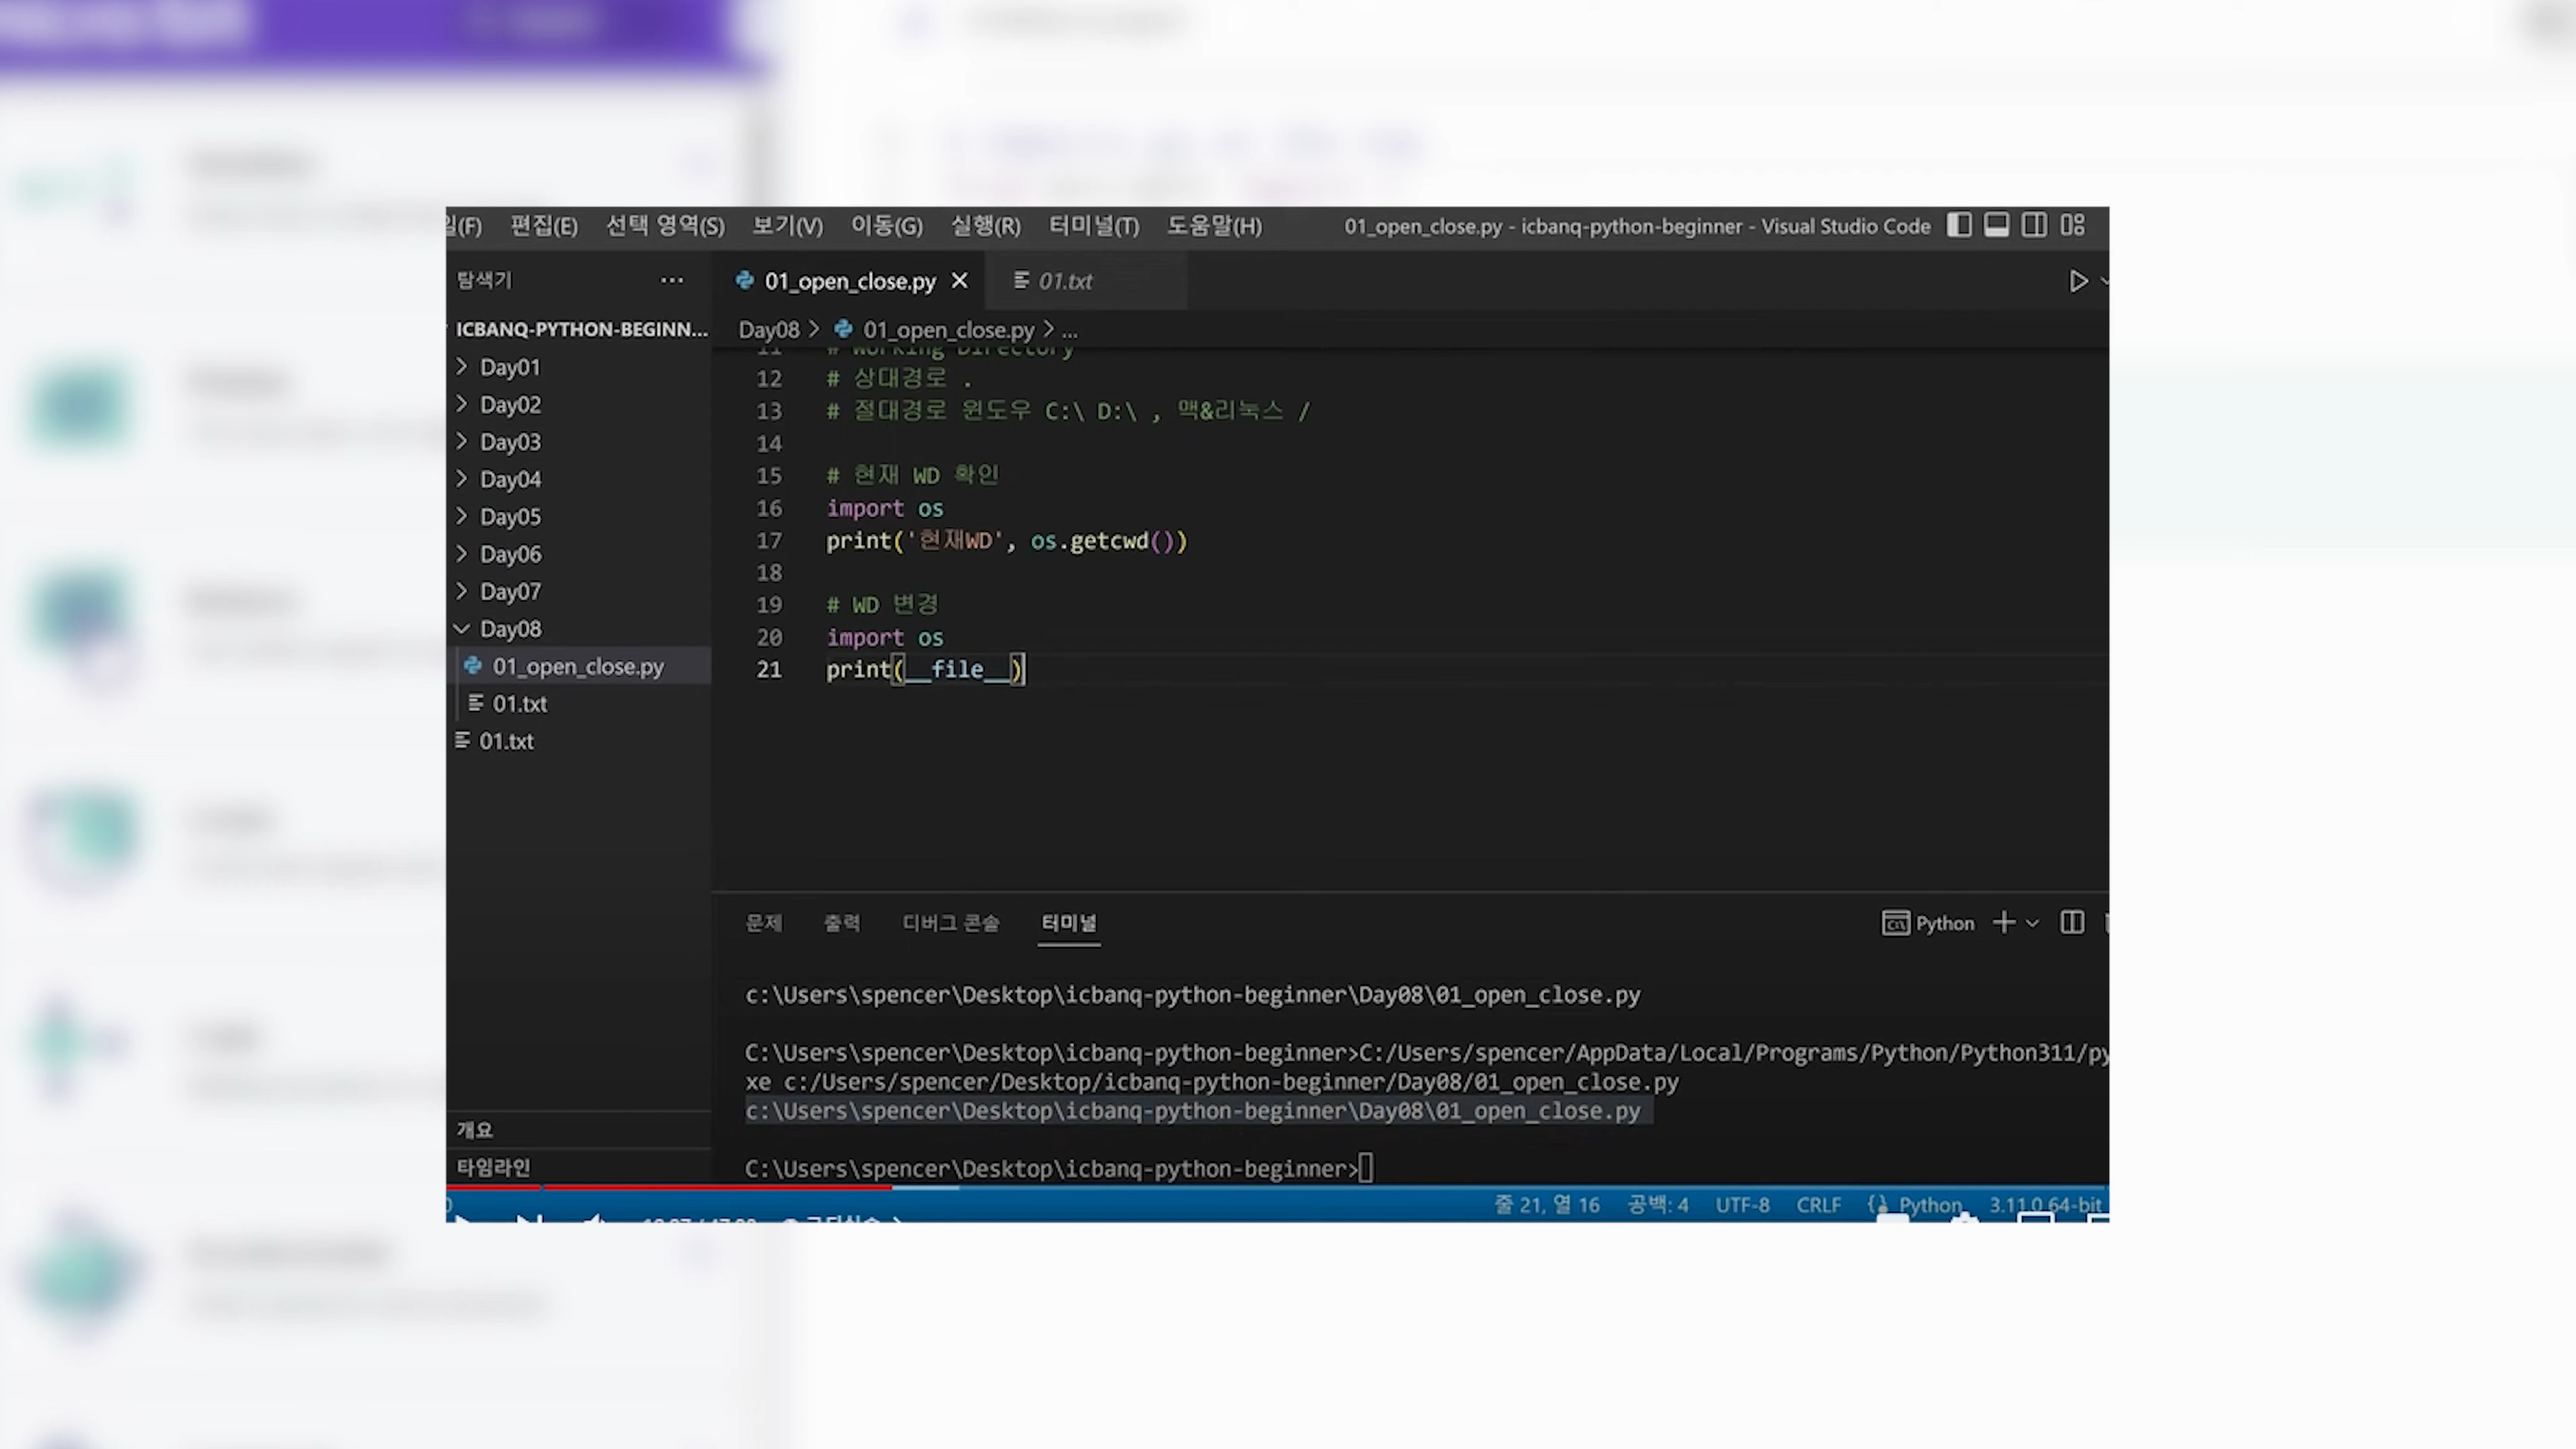 일(F) 편집(E) 선택 영역(S) 보기(V) 이동(G) 실행(R) 터미널(T) 도움말(H) 01_open_close.py - icbanq-python-beginner - Visual Studio Code
탐색기 ...
01_open_close.py 01.txt
ICBANQ-PYTHON-BEGINN...
Day08 > 01_open_close.py > ...
Day01
Day02
Day03
Day04
Day05
Day06
Day07
Day08
01_open_close.py
01.txt
01.txt
11 # Working Directory
12 # 상대경로 .
13 # 절대경로 윈도우 C:\ D:\ , 맥&리눅스 /
14
15 # 현재 WD 확인
16 import os
17 print('현재WD', os.getcwd())
18
19 # WD 변경
20 import os
21 print(__file__)
문제 출력 디버그 콘솔 터미널 Python
c:\Users\spencer\Desktop\icbanq-python-beginner\Day08\01_open_close.py
C:\Users\spencer\Desktop\icbanq-python-beginner>C:/Users/spencer/AppData/Local/Programs/Python/Python311/py
xe c:/Users/spencer/Desktop/icbanq-python-beginner/Day08/01_open_close.py
c:\Users\spencer\Desktop\icbanq-python-beginner\Day08\01_open_close.py
C:\Users\spencer\Desktop\icbanq-python-beginner>
개요
타임라인
줄 21, 열 16 공백: 4 UTF-8 CRLF Python 3.11.0 64-bit